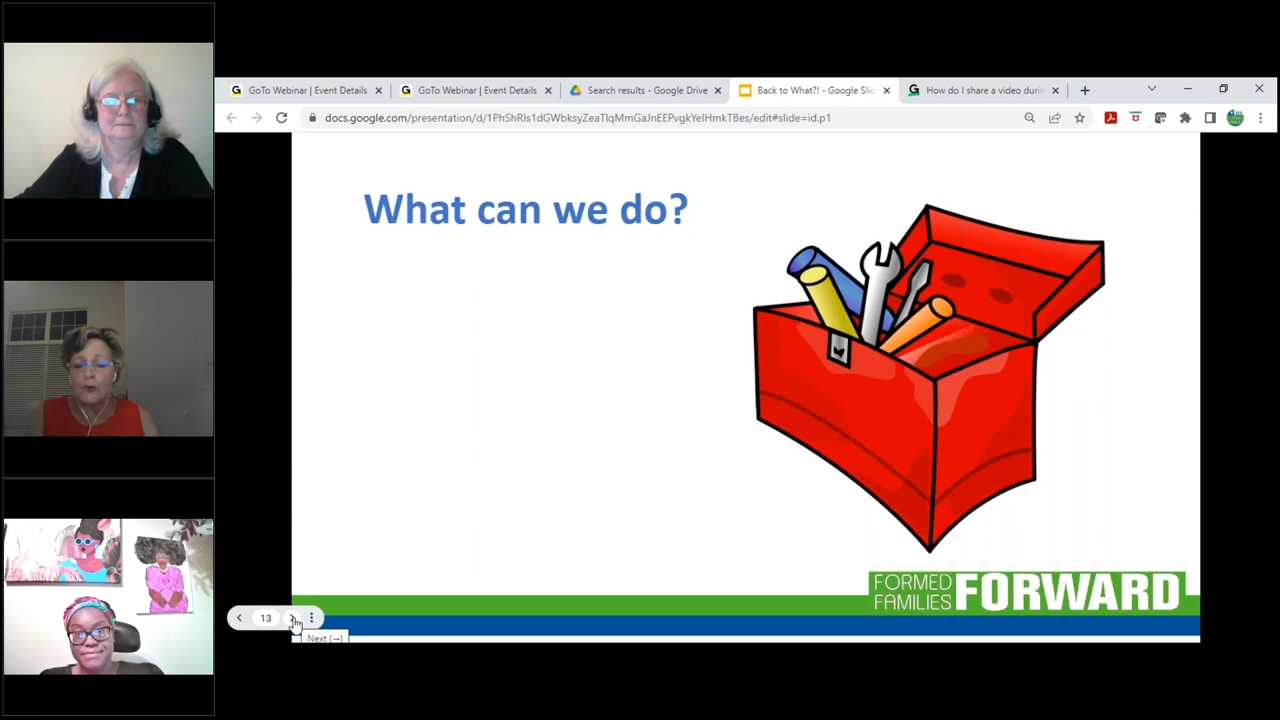 GoTo Webinar | Event Details
GoTo Webinar | Event Details
Search results - Google Drive
Back to What?! - Google Slid
How do I share a video durin
docs.google.com/presentation/d/1PhShRls1dGWbksyZeaTlqMmGaJnEEPvgkYelHmkTBes/edit#slide=id.p1
What can we do?
FORMED
FAMILIES
FORWARD
13
Next (→)